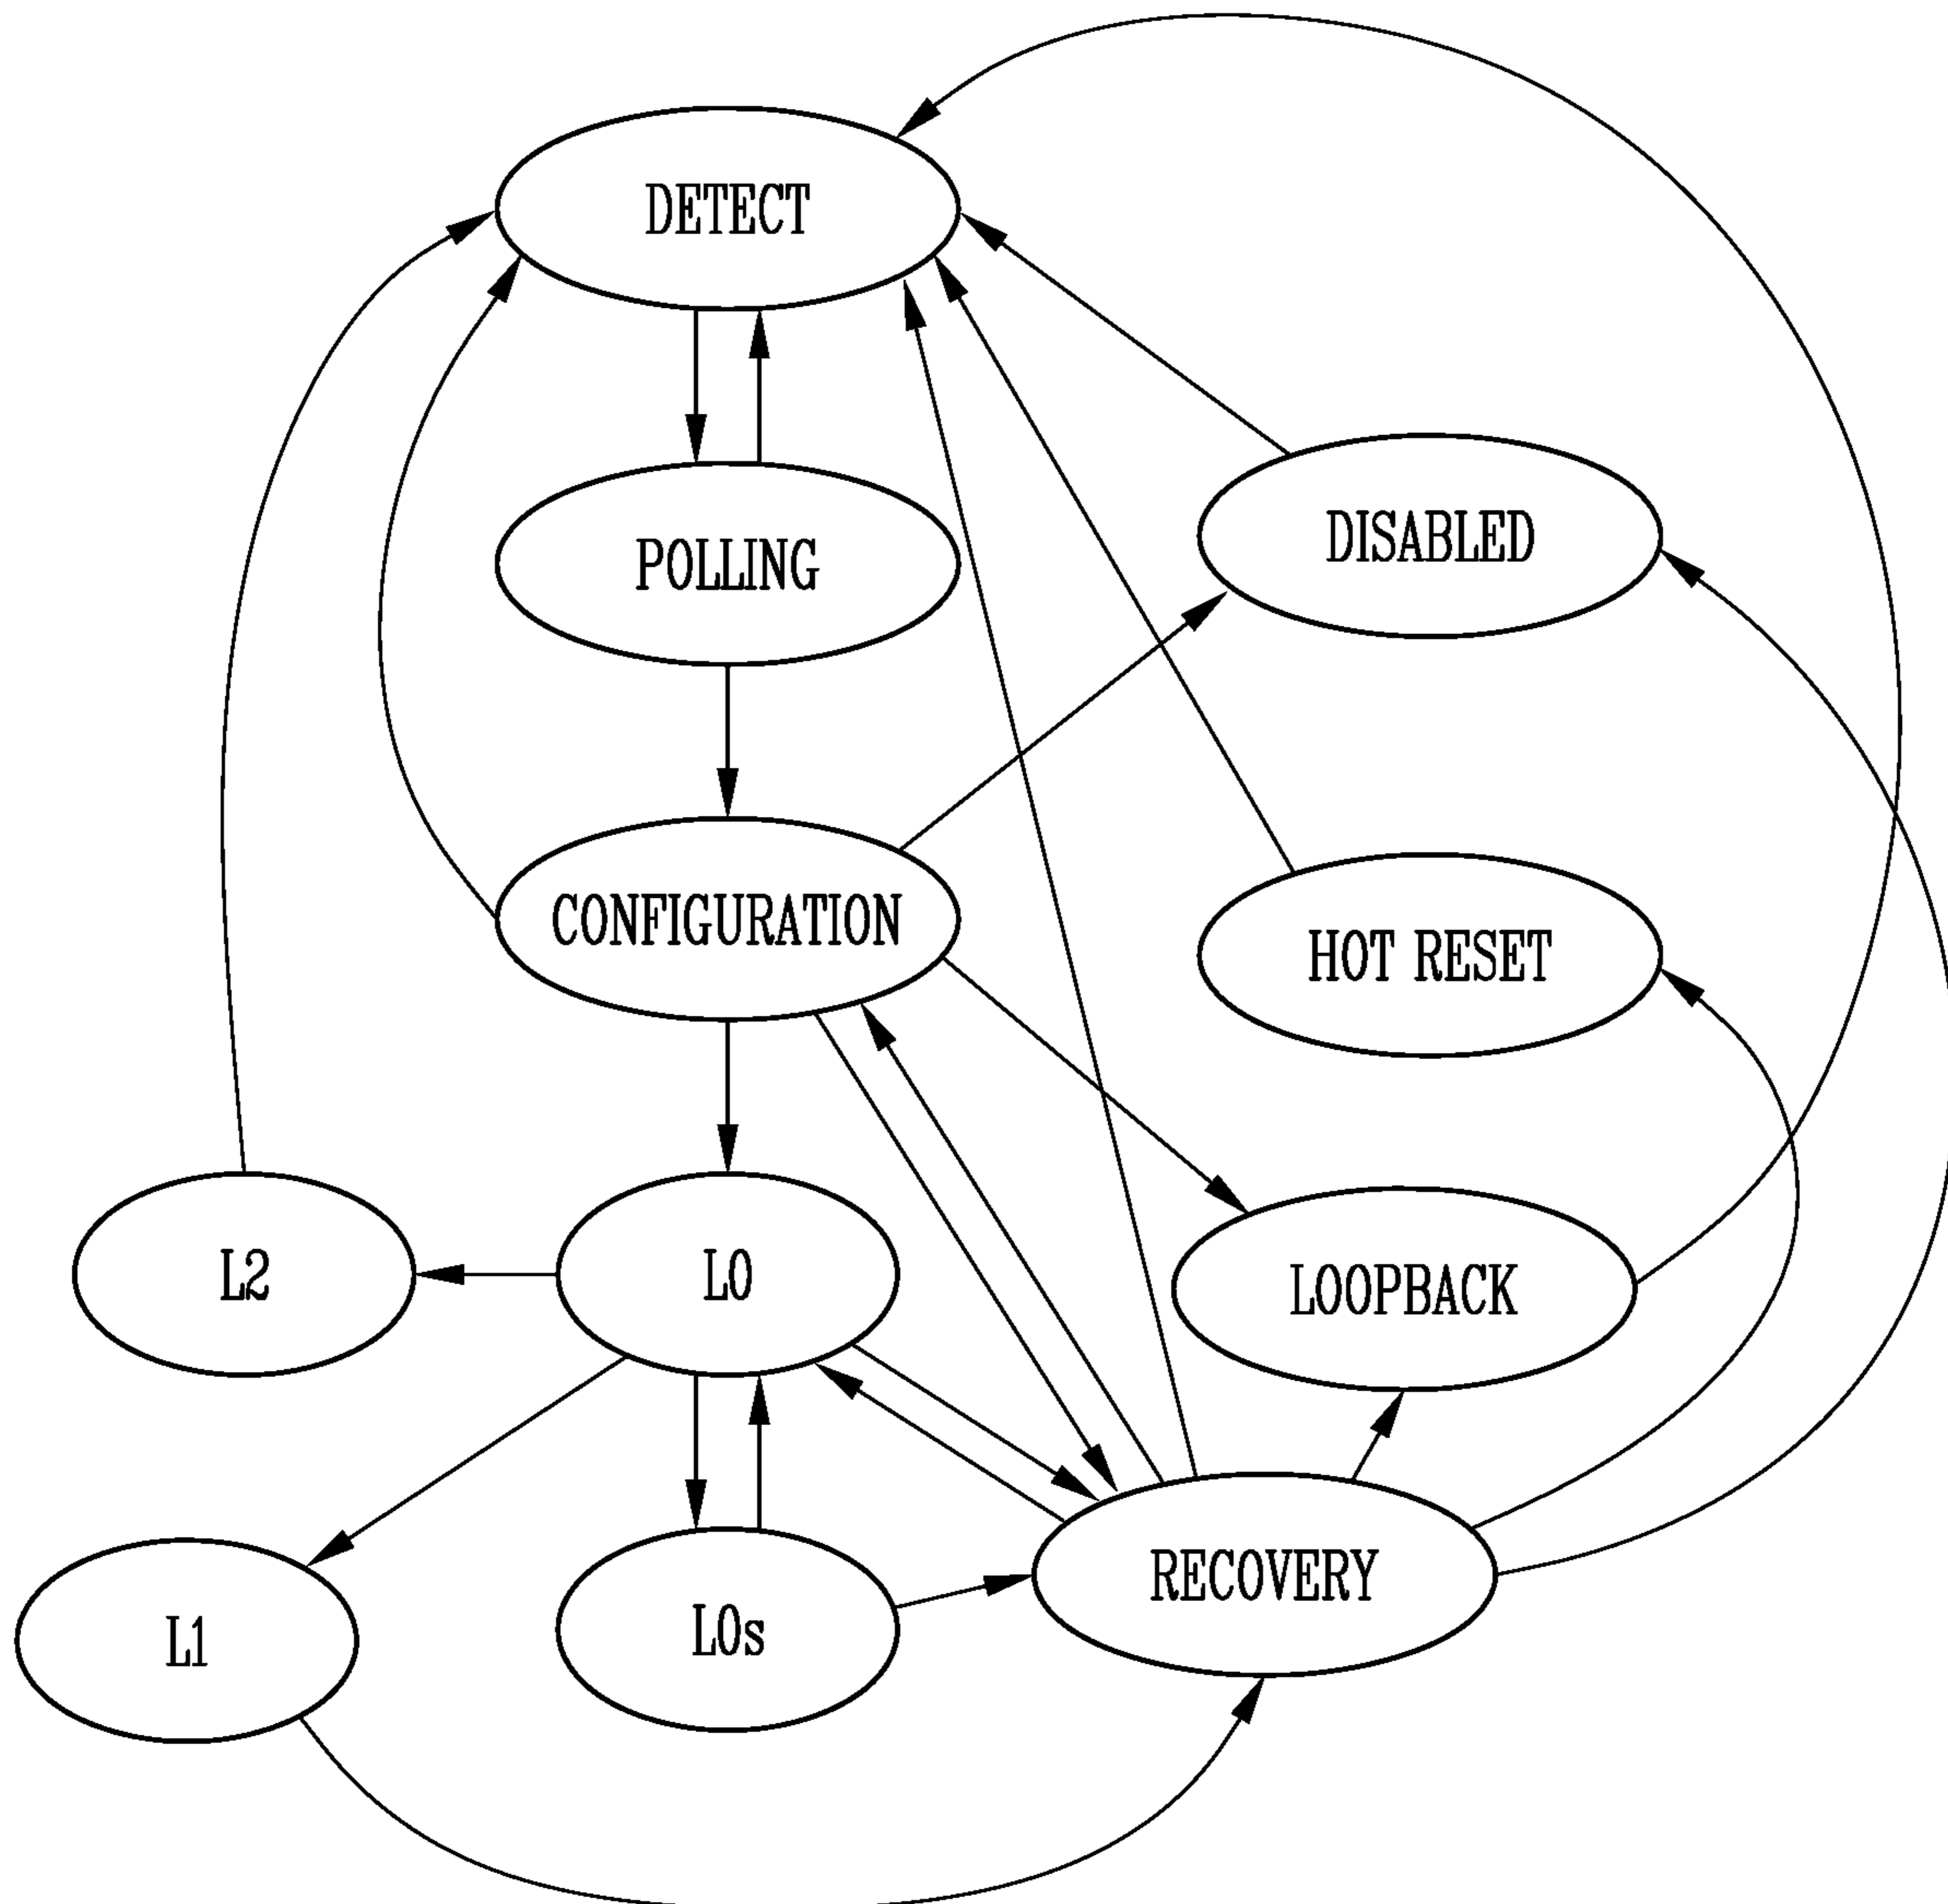 DETECT
POLLING
DISABLED
CONFIGURATION
HOT RESET
L2
L0
LOOPBACK
RECOVERY
L1
L0s